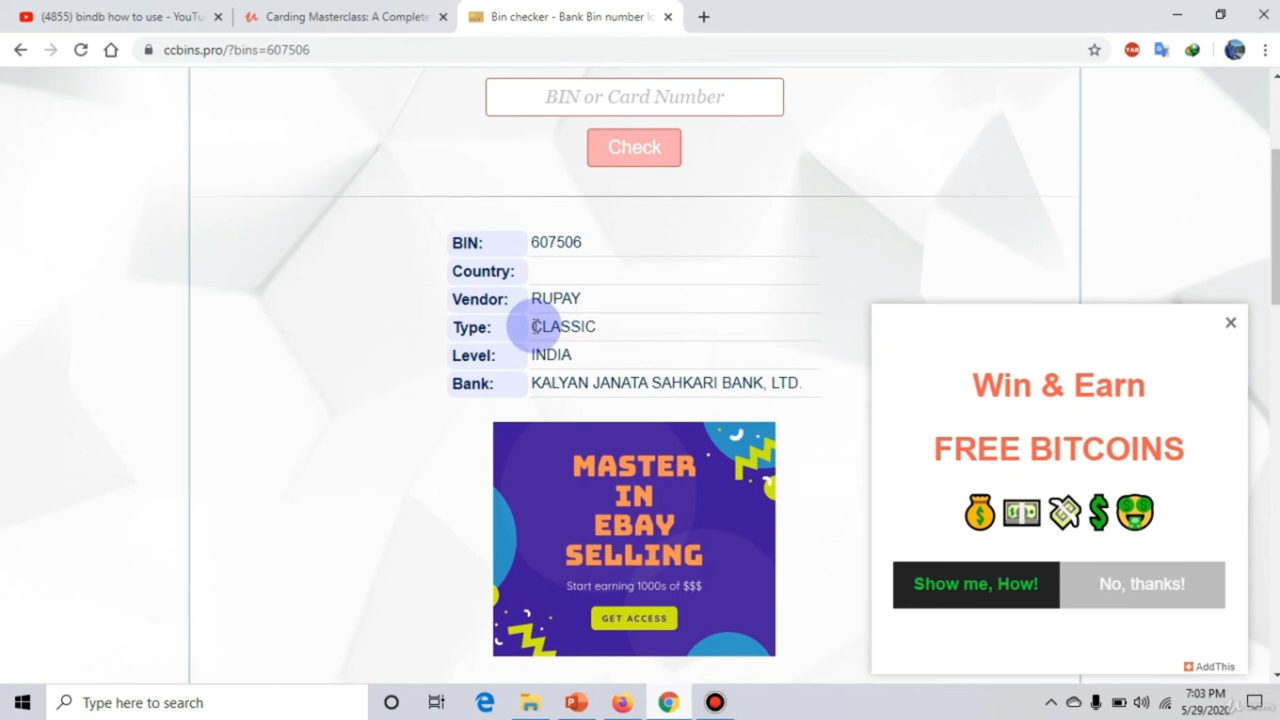 (4855) bindb how to use - YouTu
Carding Masterclass: A Complete
Bin checker - Bank Bin number lo
ccbins.pro/?bins=607506
BIN or Card Number
Check
BIN: 607506
Country:
Vendor: RUPAY
Type: CLASSIC
Level: INDIA
Bank: KALYAN JANATA SAHKARI BANK, LTD.
MASTER
IN
EBAY
SELLING
Start earning 1000s of $$$
GET ACCESS
Win & Earn
FREE BITCOINS
Show me, How!
No, thanks!
AddThis
Type here to search
7:03 PM
5/29/2020